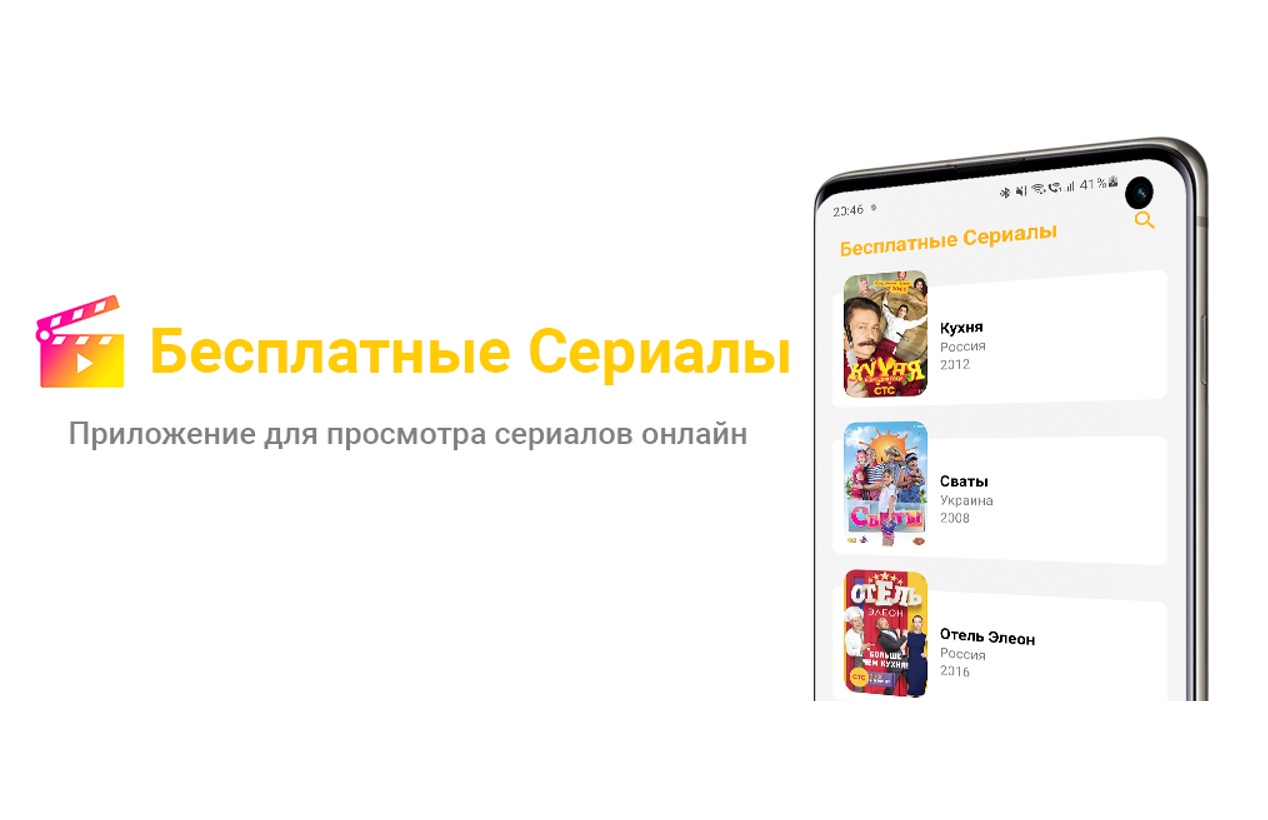 Бесплатные Сериалы
Приложение для просмотра сериалов онлайн
20:46
41%
Бесплатные Сериалы
КУХНЯ
СТС
Кухня
Россия
2012
Сваты
Сваты
Украина
2008
ОТЕЛЬ
ЭЛЕОН
БОЛЬШЕ
ЧЕМ КУХНЯ!
СТС
Отель Элеон
Россия
2016